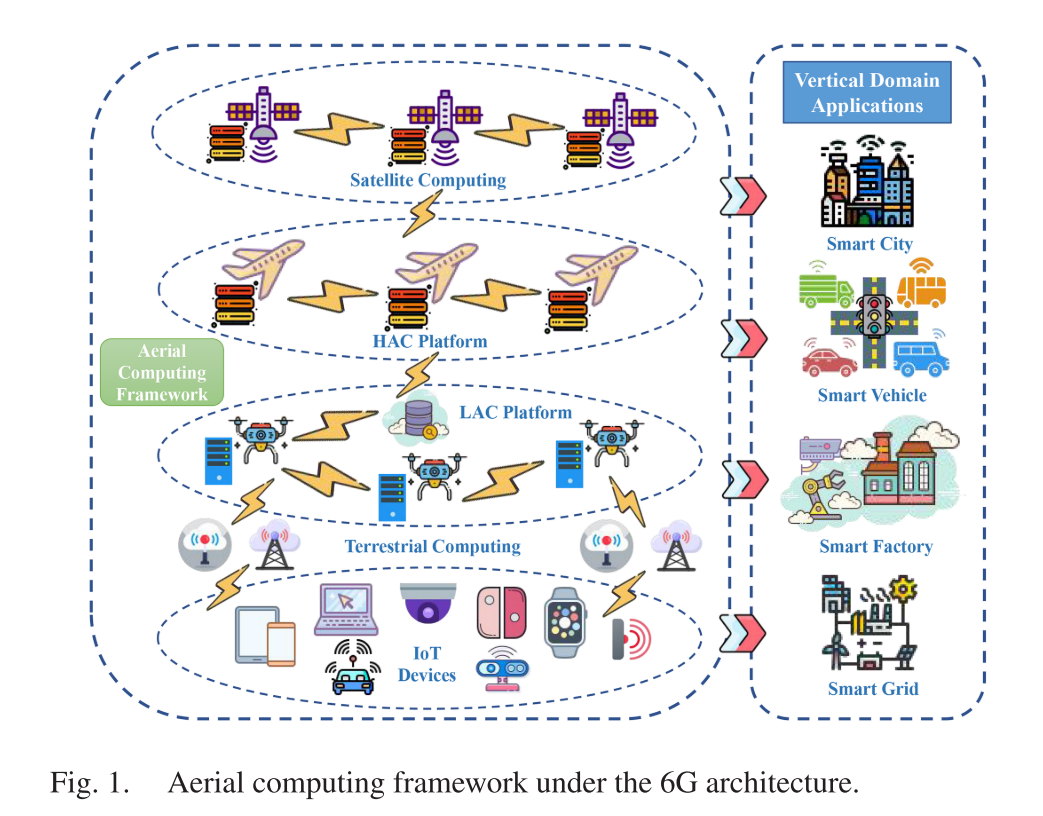 Satellite Computing
HAC Platform
Aerial
Computing
Framework
LAC Platform
Terrestrial Computing
IoT
Devices
Vertical Domain
Applications
Smart City
Smart Vehicle
Smart Factory
Smart Grid
Fig. 1. Aerial computing framework under the 6G architecture.